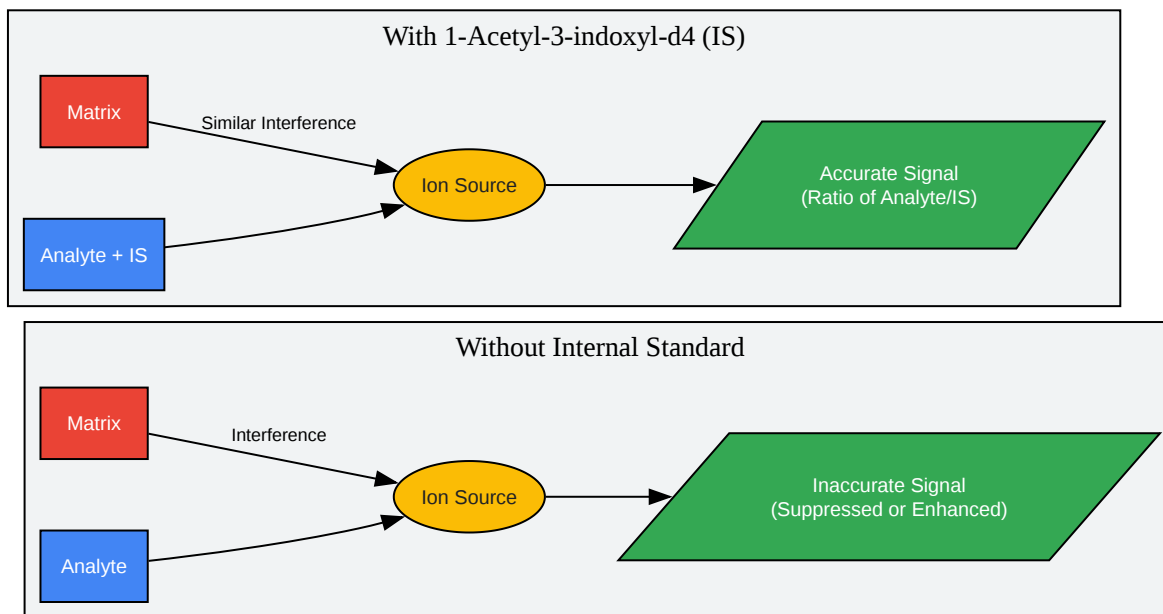 With 1-Acetyl-3-indoxyl-d4 (IS)
Matrix
Similar Interference
Ion Source
Accurate Signal
(Ratio of Analyte/IS)
Analyte + IS
Without Internal Standard
Matrix
Interference
Ion Source
Inaccurate Signal
(Suppressed or Enhanced)
Analyte